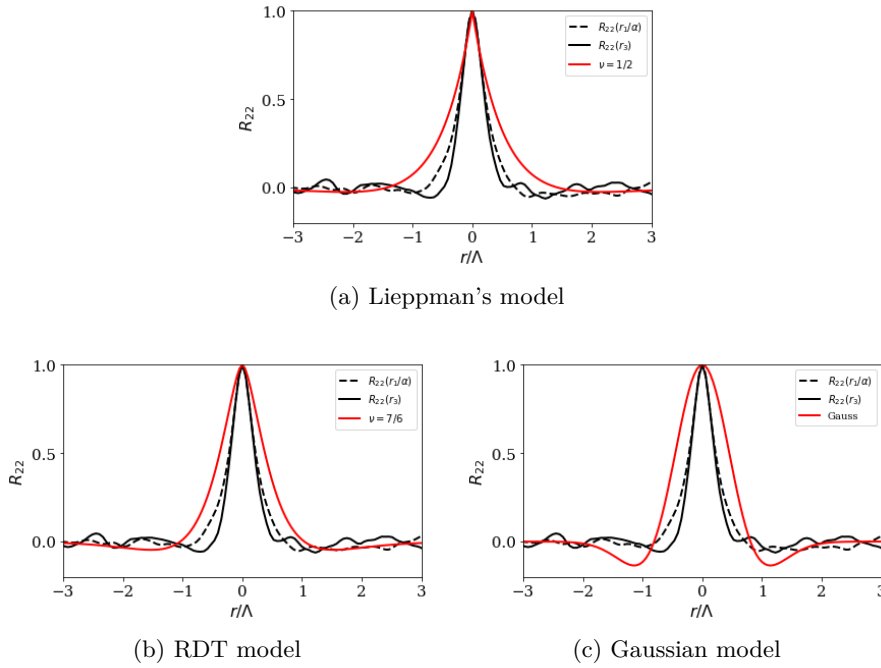 1.0
0.5
0.0
R₂₂
R₂₂(r₁/α)
R₂₂(r₃)
ν = 1/2
−3 −2 −1 0 1 2 3
r/Λ
(a) Lieppman's model
1.0
0.5
0.0
R₂₂
R₂₂(r₁/α)
R₂₂(r₃)
ν = 7/6
−3 −2 −1 0 1 2 3
r/Λ
(b) RDT model
1.0
0.5
0.0
R₂₂
R₂₂(r₁/α)
R₂₂(r₃)
Gauss
−3 −2 −1 0 1 2 3
r/Λ
(c) Gaussian model